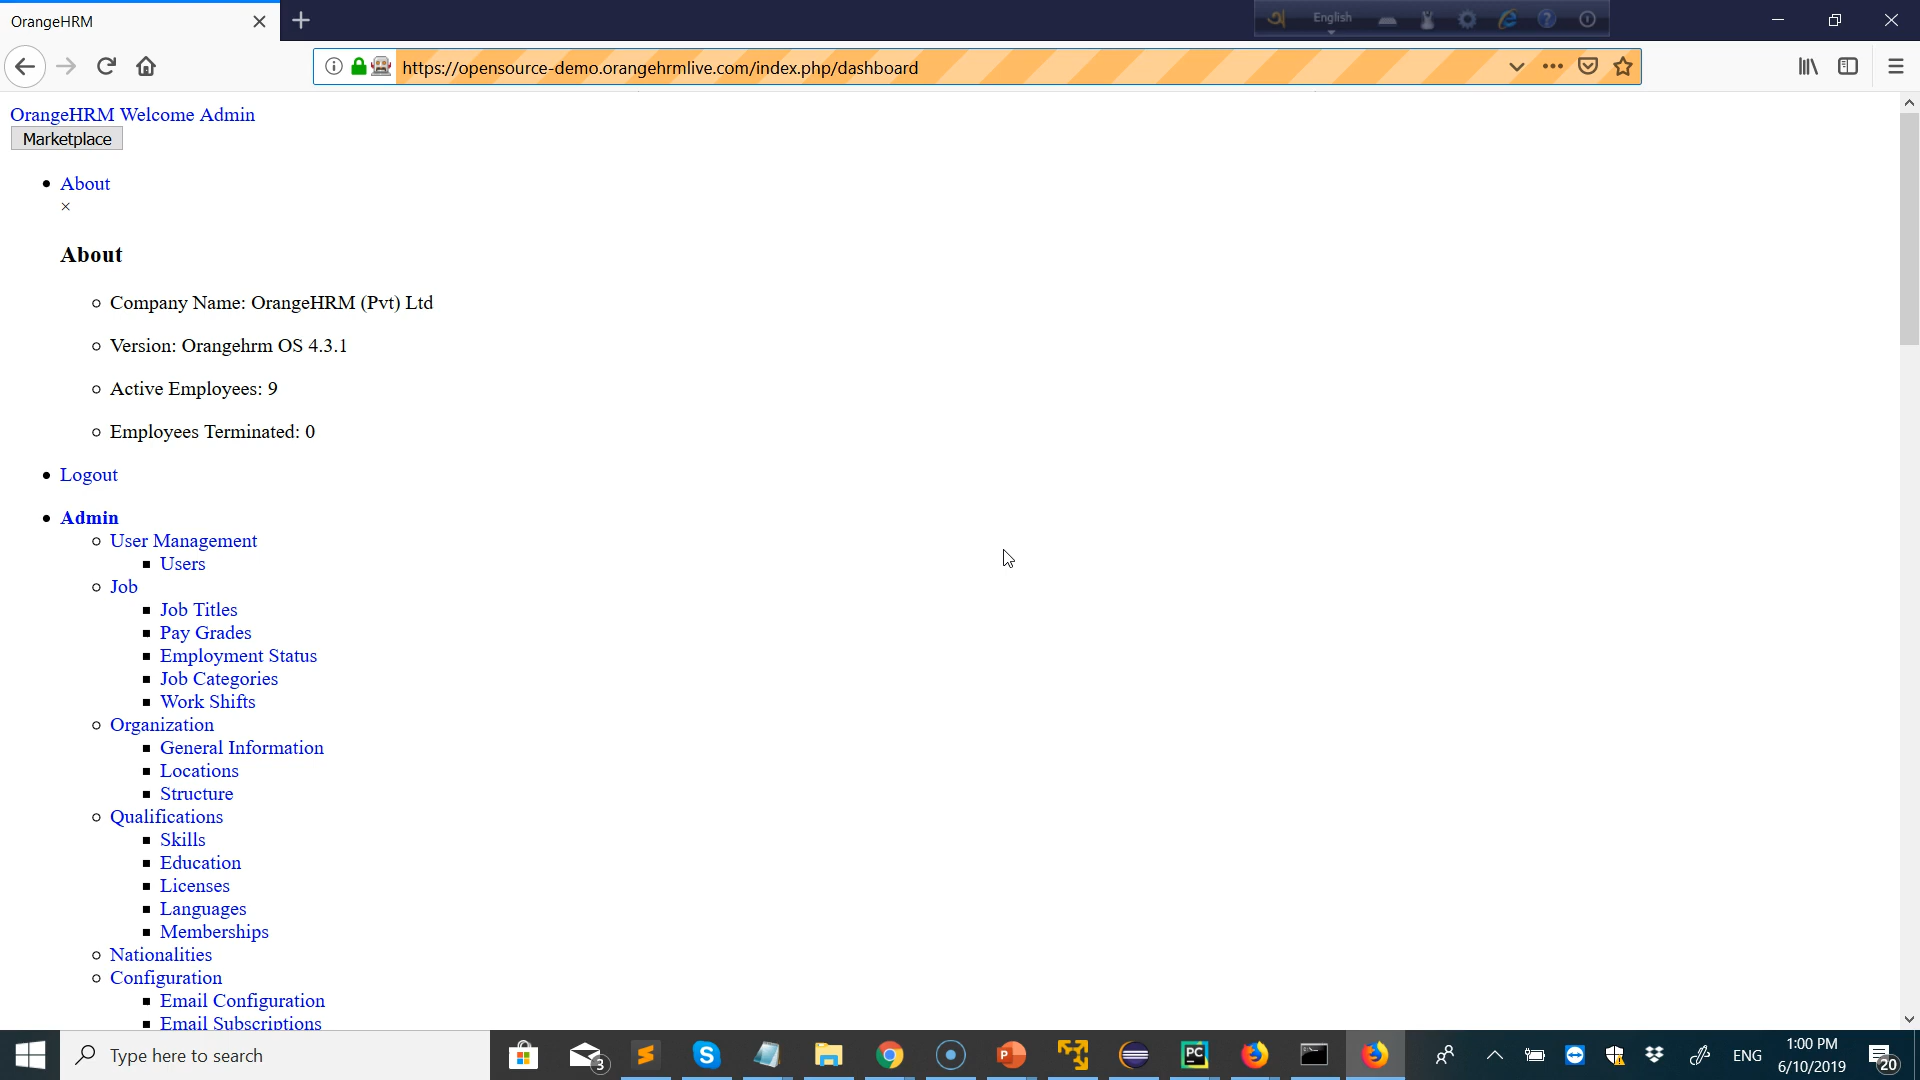 OrangeHRM
English
https://opensource-demo.orangehrmlive.com/index.php/dashboard
OrangeHRM Welcome Admin
Marketplace
About
×
About
Company Name: OrangeHRM (Pvt) Ltd
Version: Orangehrm OS 4.3.1
Active Employees: 9
Employees Terminated: 0
Logout
Admin
User Management
Users
Job
Job Titles
Pay Grades
Employment Status
Job Categories
Work Shifts
Organization
General Information
Locations
Structure
Qualifications
Skills
Education
Licenses
Languages
Memberships
Nationalities
Configuration
Email Configuration
Email Subscriptions
Type here to search
3
PC
ENG
1:00 PM
6/10/2019
20